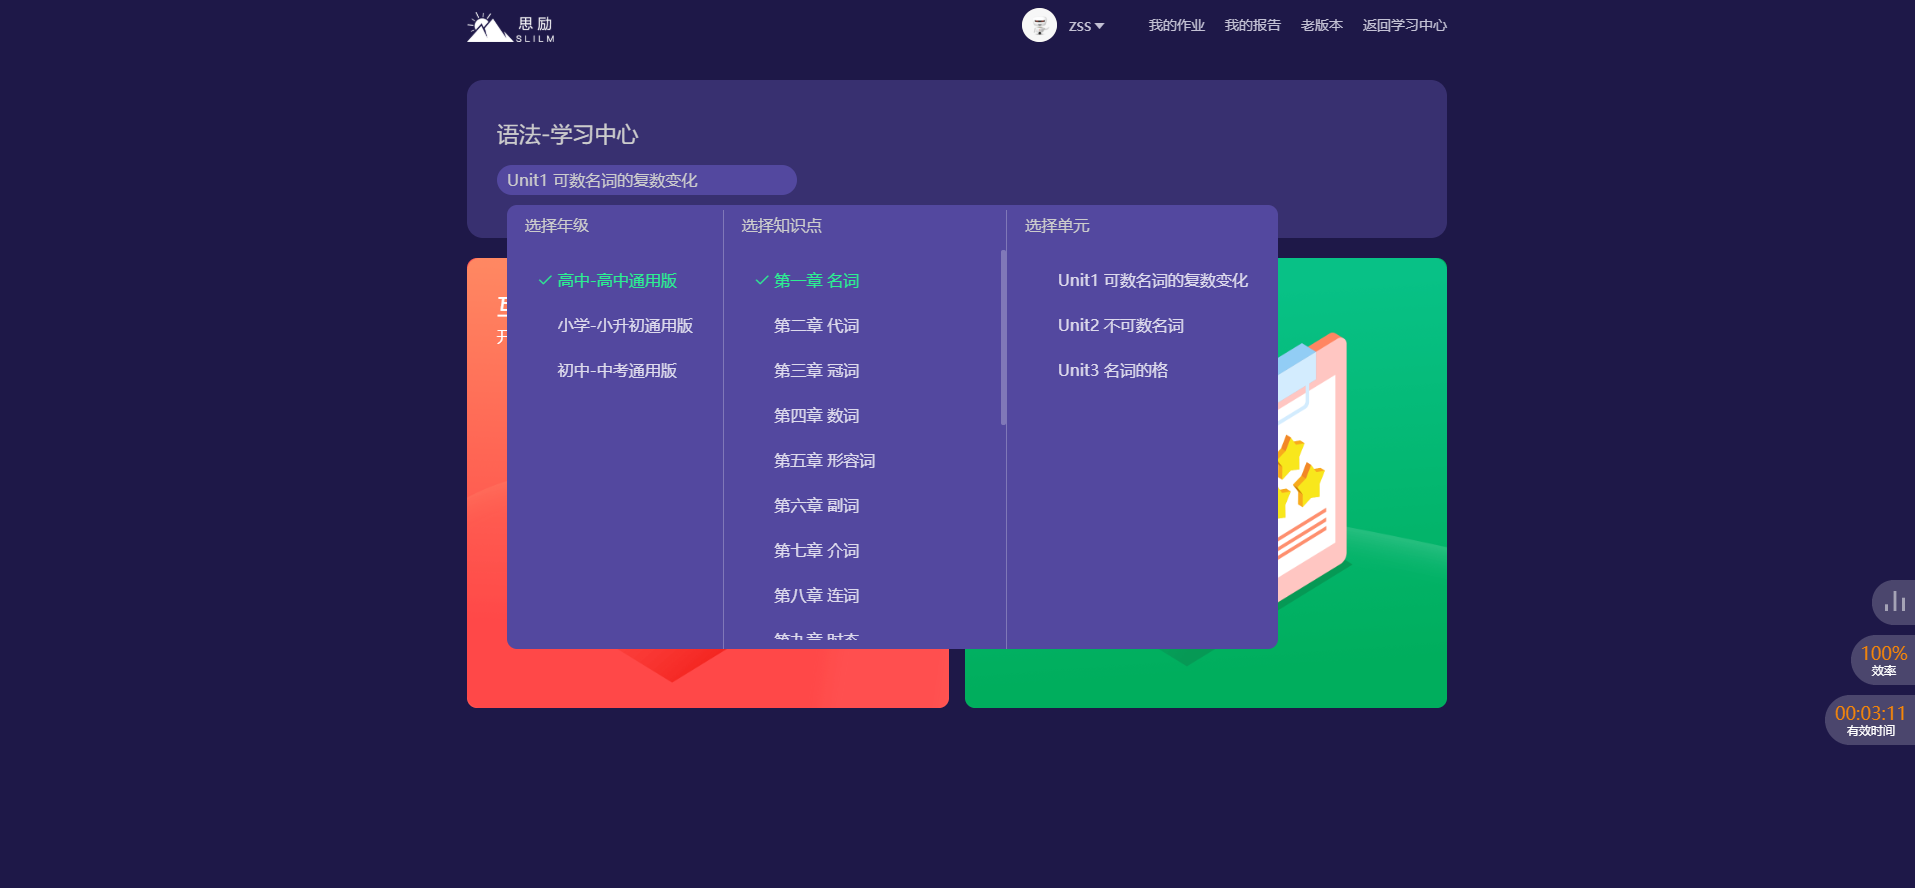 思励
SLILM
zss
我的作业
我的报告
老版本
返回学习中心
语法-学习中心
Unit1 可数名词的复数变化
选择年级
高中-高中通用版
小学-小升初通用版
初中-中考通用版
选择知识点
第一章 名词
第二章 代词
第三章 冠词
第四章 数词
第五章 形容词
第六章 副词
第七章 介词
第八章 连词
第九章 时态
选择单元
Unit1 可数名词的复数变化
Unit2 不可数名词
Unit3 名词的格
100%
效率
00:03:11
有效时间